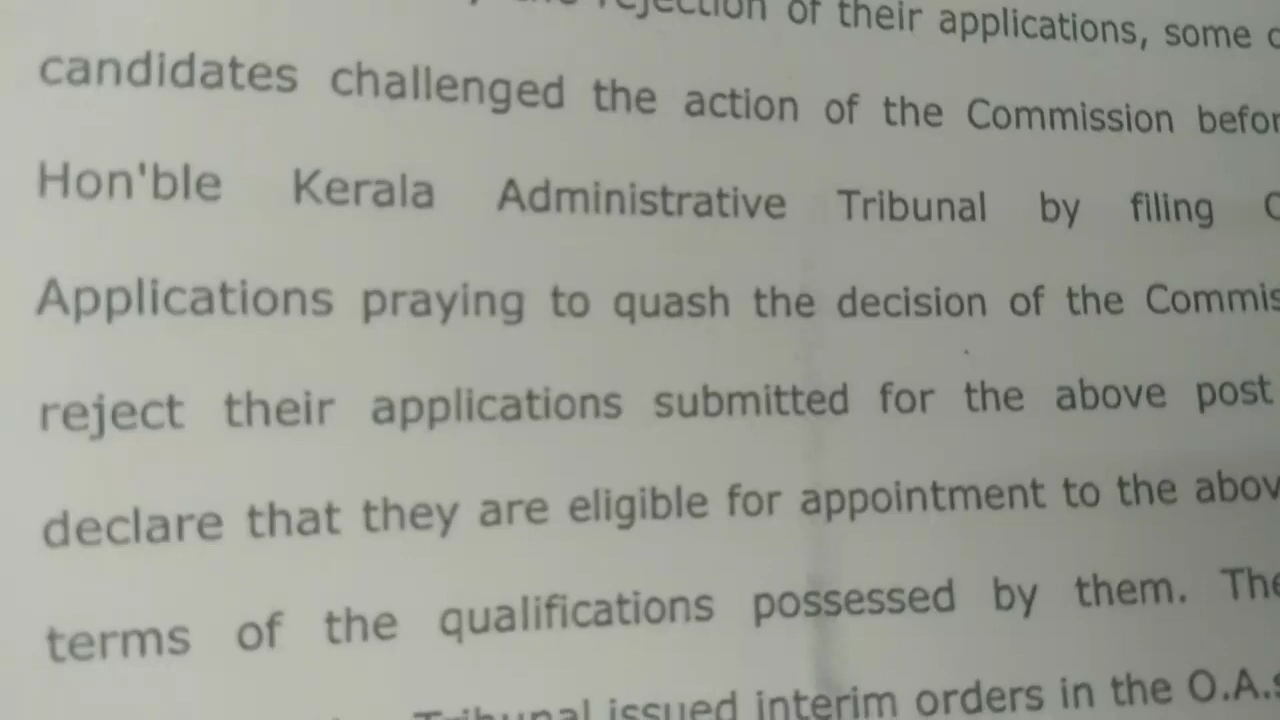 rejection of their applications, some
candidates challenged the action of the Commission
Hon'ble Kerala Administrative Tribunal by filing
Applications praying to quash the decision of the
reject their applications submitted for the above post
declare that they are eligible for appointment to the
terms of the qualifications possessed by them.
Tribunal issued interim orders in the